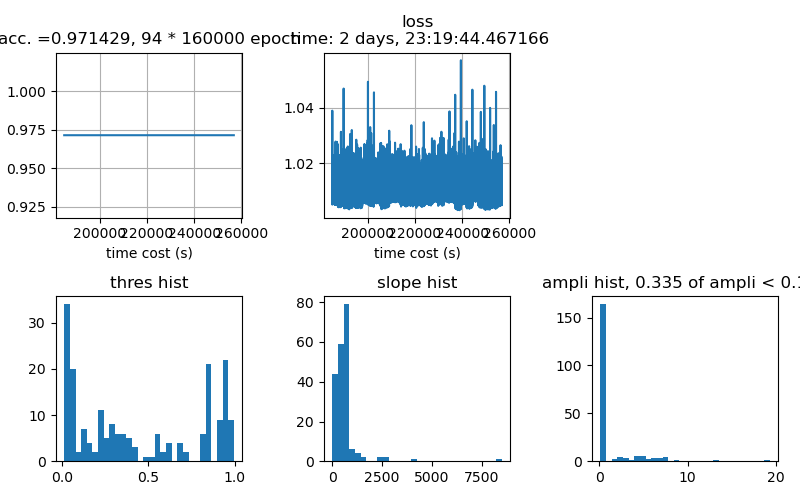 acc. =0.971429, 94 * 160000 epoch
loss
time: 2 days, 23:19:44.467166
1.000
0.975
0.950
0.925
200000 220000 240000 260000
time cost (s)
1.04
1.02
200000 220000 240000 260000
time cost (s)
thres hist
30
20
10
0
0.0 0.5 1.0
slope hist
80
60
40
20
0
0 2500 5000 7500
ampli hist, 0.335 of ampli < 0.1
150
100
50
0
0 10 20